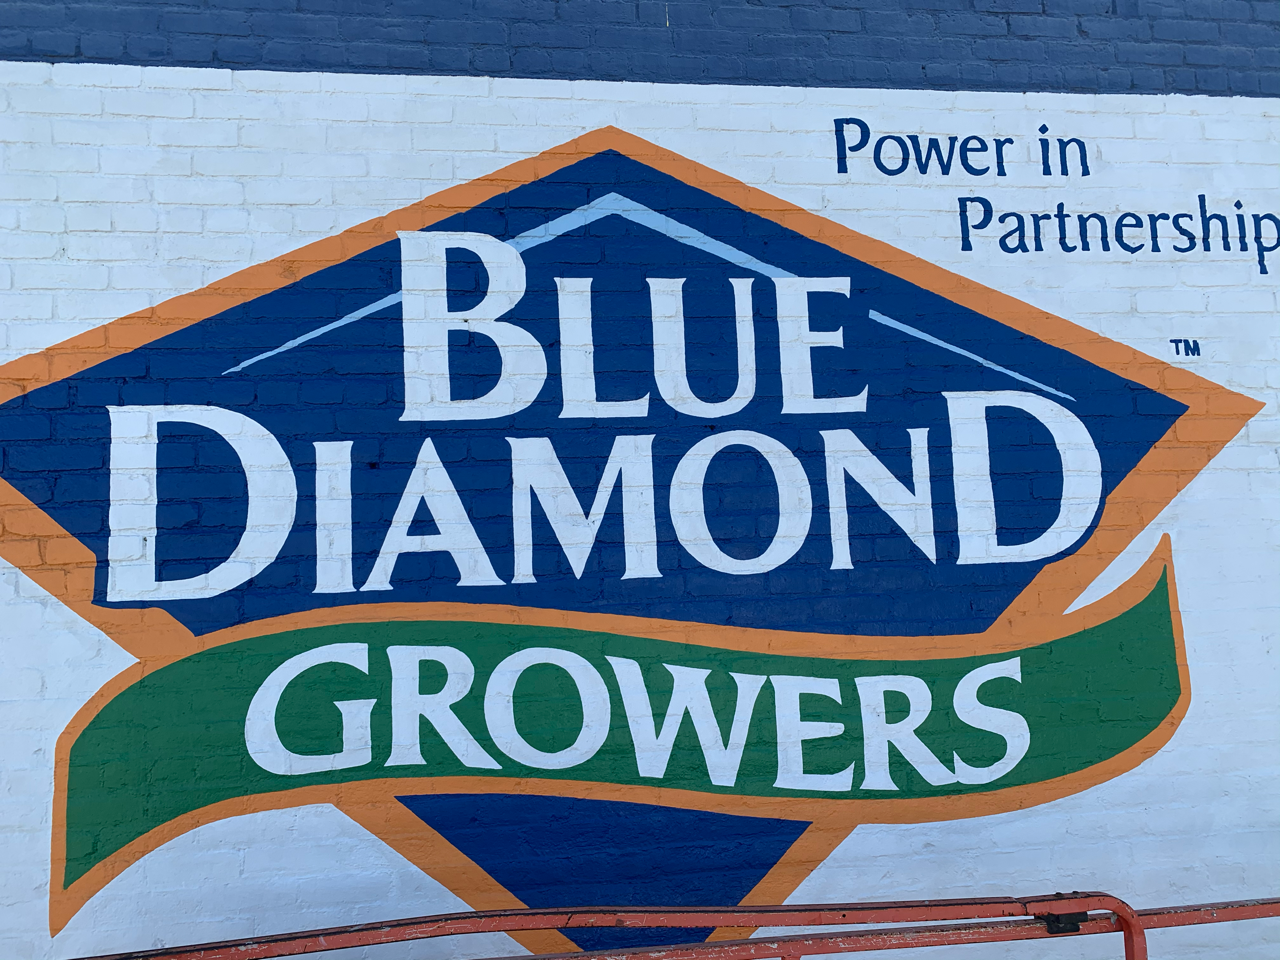 Power in
Partnership
TM
BLUE
DIAMOND
GROWERS